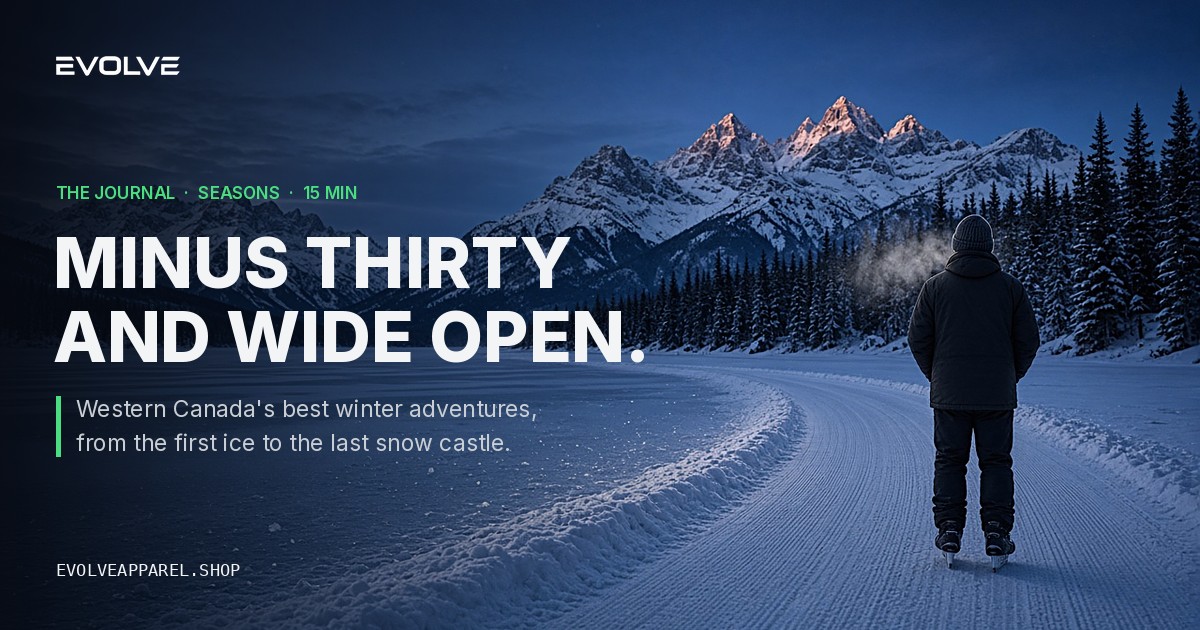 EVOLVE
THE JOURNAL · SEASONS · 15 MIN
MINUS THIRTY
AND WIDE OPEN.
Western Canada's best winter adventures,
from the first ice to the last snow castle.
EVOLVEAPPAREL.SHOP